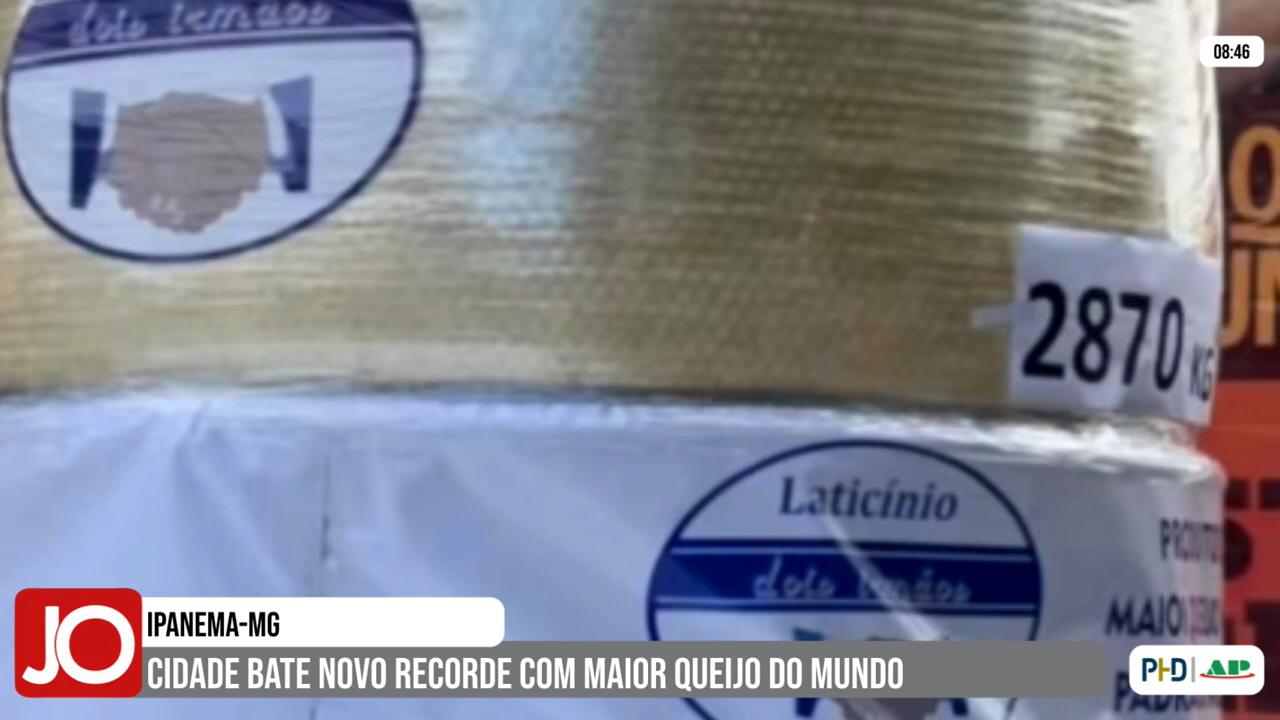 dois irmãos
08:46
2870 KG
Laticínio
dois irmãos
MAIO
JO
IPANEMA-MG
CIDADE BATE NOVO RECORDE COM MAIOR QUEIJO DO MUNDO
PHD | AP